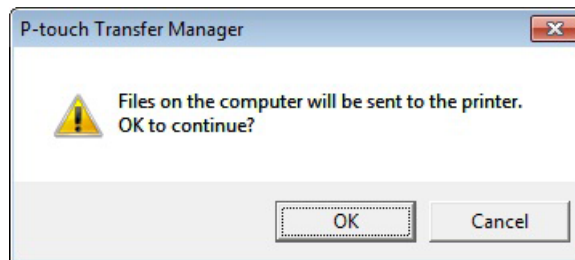 P-touch Transfer Manager
Files on the computer will be sent to the printer.
OK to continue?
OK
Cancel